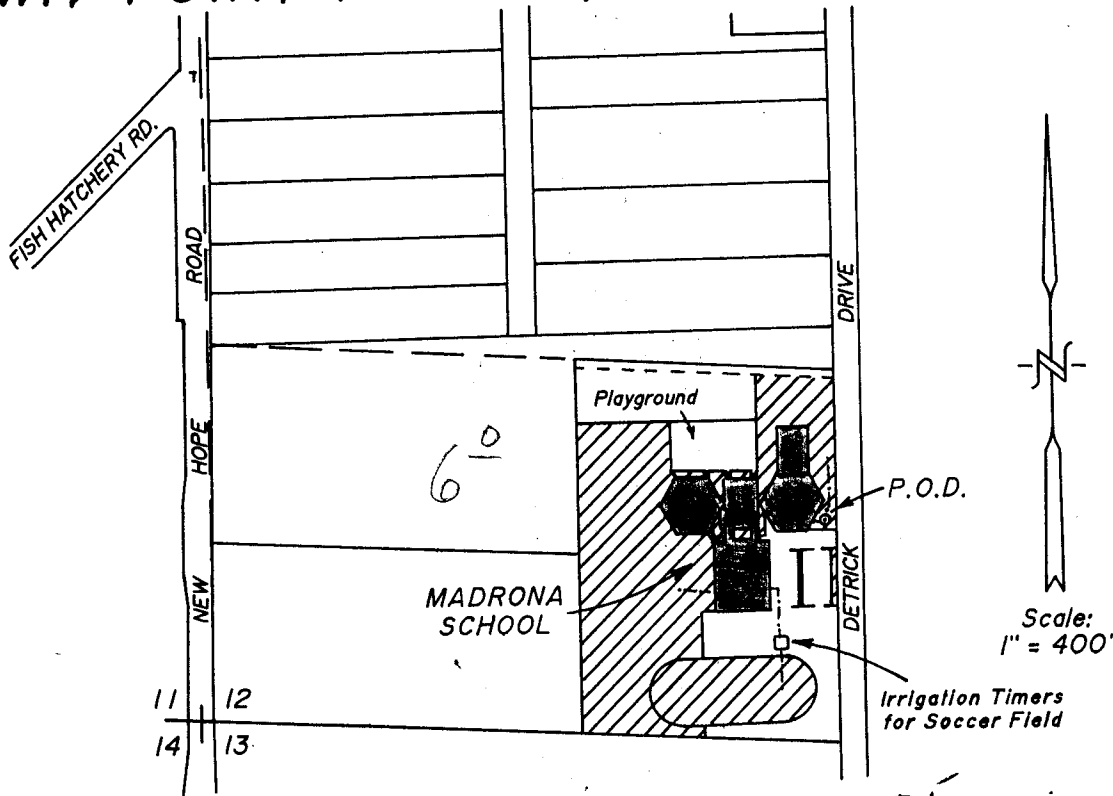 FISH HATCHERY RD.
ROAD
HOPE
NEW
DRIVE
DETRICK
Playground
6 0
P.O.D.
MADRONA
SCHOOL
Scale:
1" = 400'
Irrigation Timers
for Soccer Field
11 12
14 13
N
T